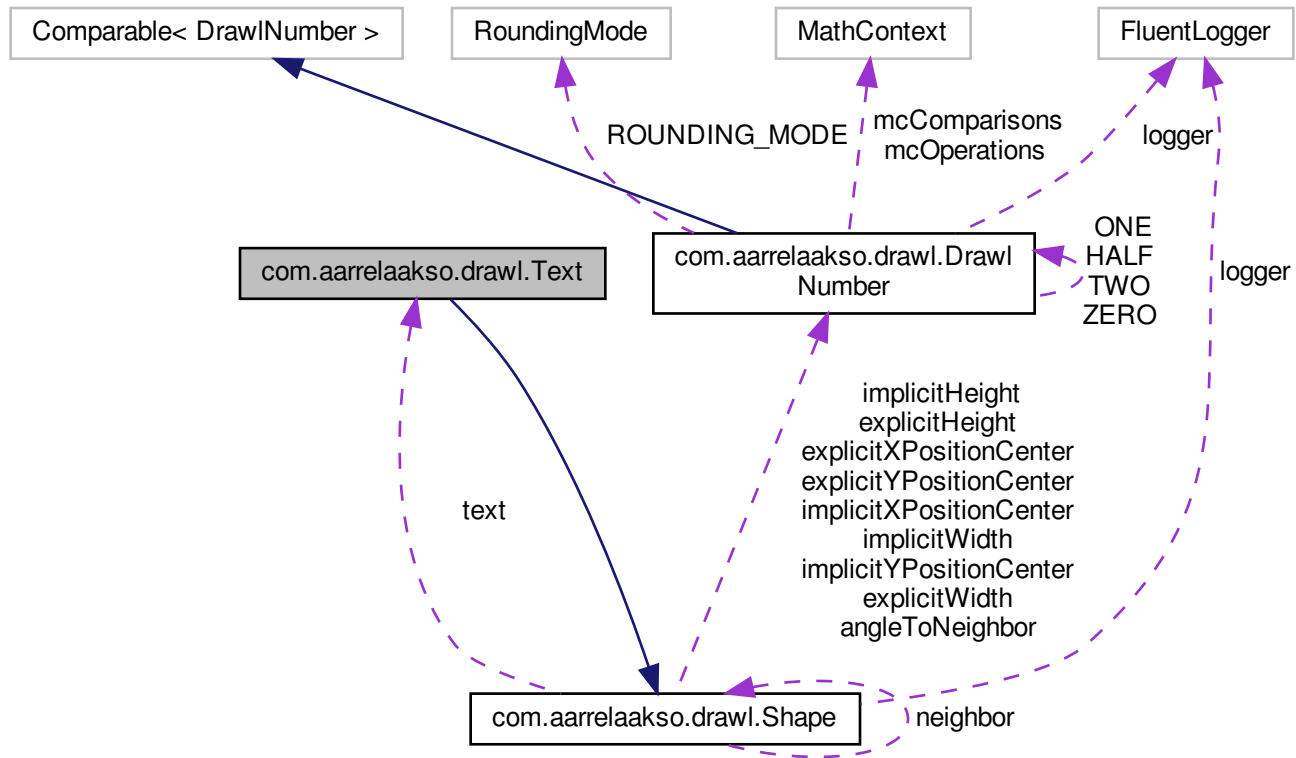 Comparable< DrawlNumber >
RoundingMode
MathContext
FluentLogger
ROUNDING_MODE
mcComparisons
mcOperations
logger
com.aarrelaakso.drawl.Text
com.aarrelaakso.drawl.Drawl
Number
ONE
HALF
TWO
ZERO
logger
implicitHeight
explicitHeight
explicitXPositionCenter
explicitYPositionCenter
implicitXPositionCenter
implicitWidth
implicitYPositionCenter
explicitWidth
angleToNeighbor
text
com.aarrelaakso.drawl.Shape
neighbor